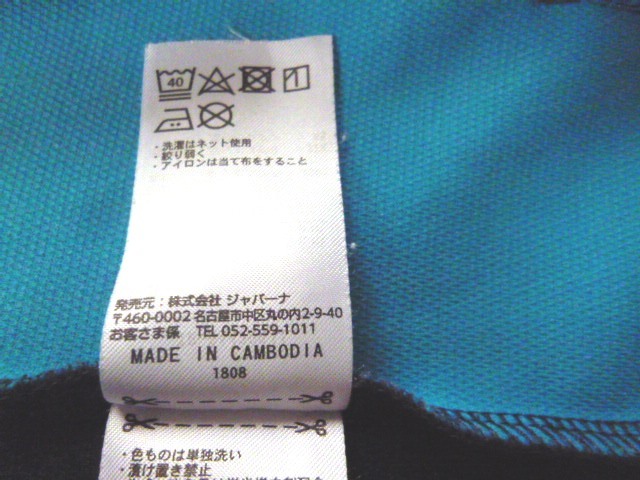 40
・洗濯はネット使用
・絞り弱く
・アイロンは当て布をすること
発売元：株式会社 ジャバーナ
〒460-0002 名古屋市中区丸の内2-9-40
お客さま係 TEL 052-559-1011
MADE IN CAMBODIA
1808
・色ものは単独洗い
・漬け置き禁止